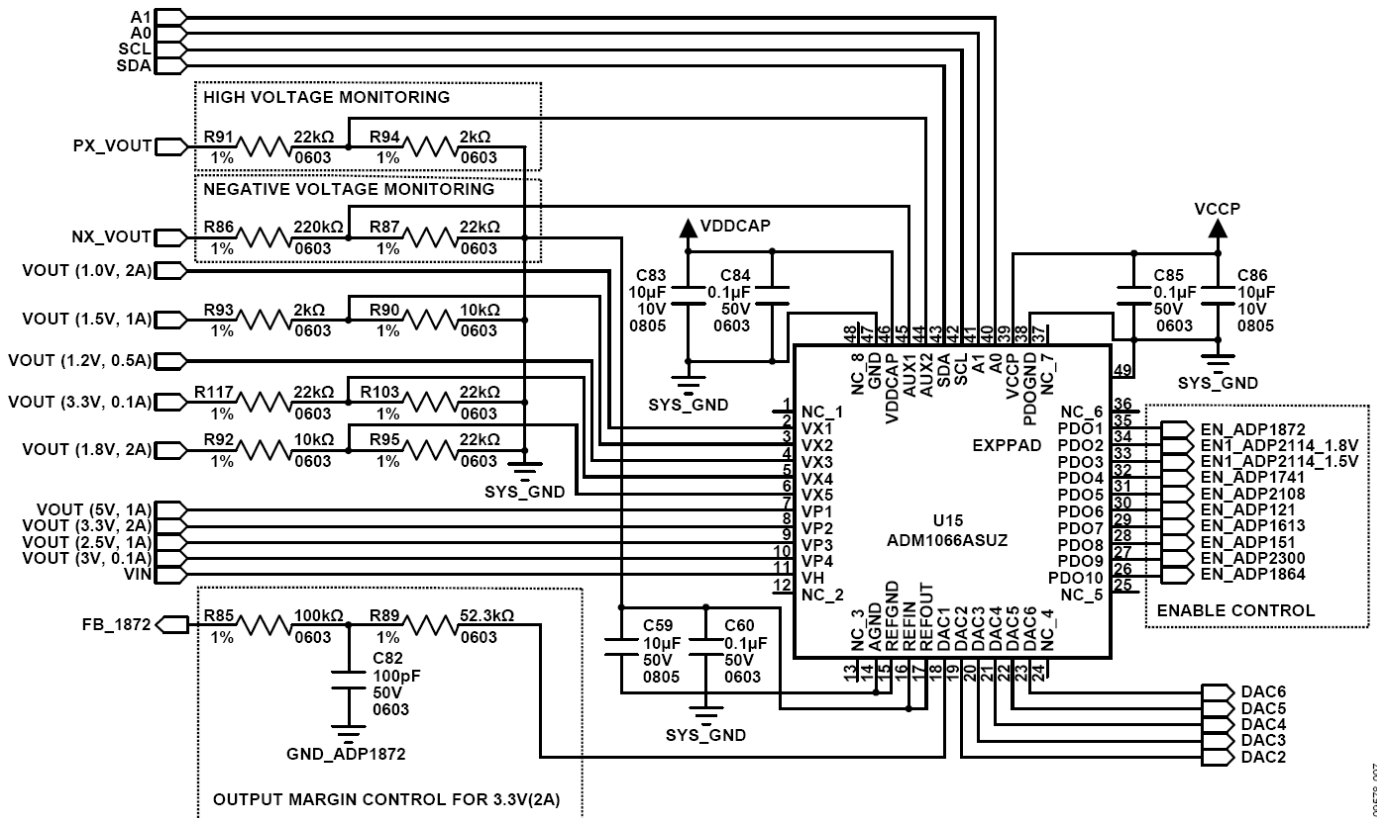 A1
A0
SCL
SDA
HIGH VOLTAGE MONITORING
PX_VOUT
R91
1%
22kΩ
0603
R94
1%
2kΩ
0603
NEGATIVE VOLTAGE MONITORING
NX_VOUT
R86
1%
220kΩ
0603
R87
1%
22kΩ
0603
VOUT (1.0V, 2A)
VOUT (1.5V, 1A)
R93
1%
2kΩ
0603
R90
1%
10kΩ
0603
VOUT (1.2V, 0.5A)
VOUT (3.3V, 0.1A)
R117
1%
22kΩ
0603
R103
1%
22kΩ
0603
VOUT (1.8V, 2A)
R92
1%
10kΩ
0603
R95
1%
22kΩ
0603
SYS_GND
VOUT (5V, 1A)
VOUT (3.3V, 2A)
VOUT (2.5V, 1A)
VOUT (3V, 0.1A)
VIN
VDDCAP
C83
10µF
10V
0805
C84
0.1µF
50V
0603
SYS_GND
VCCP
C85
0.1µF
50V
0603
C86
10µF
10V
0805
SYS_GND
48
47
46
45
44
43
42
41
40
39
38
37
NC_8
GND
VDDCAP
AUX1
AUX2
SDA
SCL
A1
A0
VCCP
PDOGND
NC_7
49
EXPPAD
1 NC_1
2 VX1
3 VX2
4 VX3
5 VX4
6 VX5
7 VP1
8 VP2
9 VP3
10 VP4
11 VH
12 NC_2
U15
ADM1066ASUZ
NC_6 36
PDO1 35
PDO2 34
PDO3 33
PDO4 32
PDO5 31
PDO6 30
PDO7 29
PDO8 28
PDO9 27
PDO10 26
NC_5 25
EN_ADP1872
EN1_ADP2114_1.8V
EN1_ADP2114_1.5V
EN_ADP1741
EN_ADP2108
EN_ADP121
EN_ADP1613
EN_ADP151
EN_ADP2300
EN_ADP1864
ENABLE CONTROL
NC_3
AGND
REFGND
REFIN
REFOUT
DAC1
DAC2
DAC3
DAC4
DAC5
DAC6
NC_4
13
14
15
16
17
18
19
20
21
22
23
24
C59
10µF
50V
0805
C60
0.1µF
50V
0603
SYS_GND
FB_1872
R85
1%
100kΩ
0603
R89
1%
52.3kΩ
0603
C82
100pF
50V
0603
GND_ADP1872
OUTPUT MARGIN CONTROL FOR 3.3V(2A)
DAC6
DAC5
DAC4
DAC3
DAC2